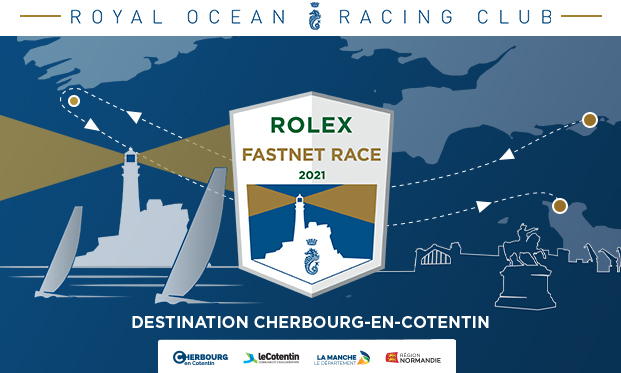 ROYAL OCEAN RACING CLUB
ROLEX
FASTNET RACE
2021
DESTINATION CHERBOURG-EN-COTENTIN
CHERBOURG
en Cotentin
leCotentin
LA MANCHE
LE DÉPARTEMENT
RÉGION
NORMANDIE